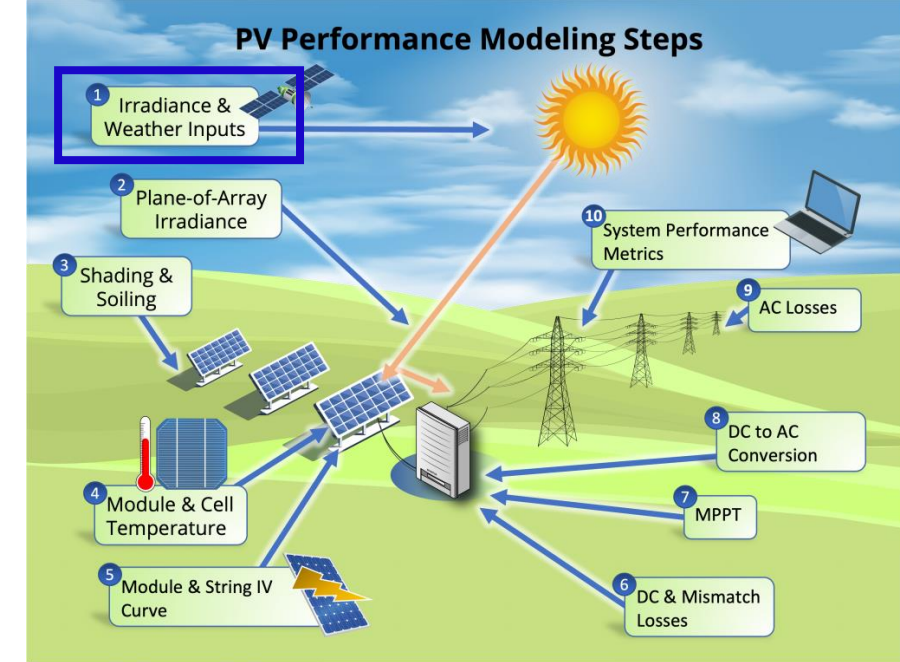 PV Performance Modeling Steps
1
Irradiance &
Weather Inputs
2
Plane-of-Array
Irradiance
3
Shading &
Soiling
4
Module & Cell
Temperature
5
Module & String IV
Curve
6
DC & Mismatch
Losses
7
MPPT
8
DC to AC
Conversion
9
AC Losses
10
System Performance
Metrics